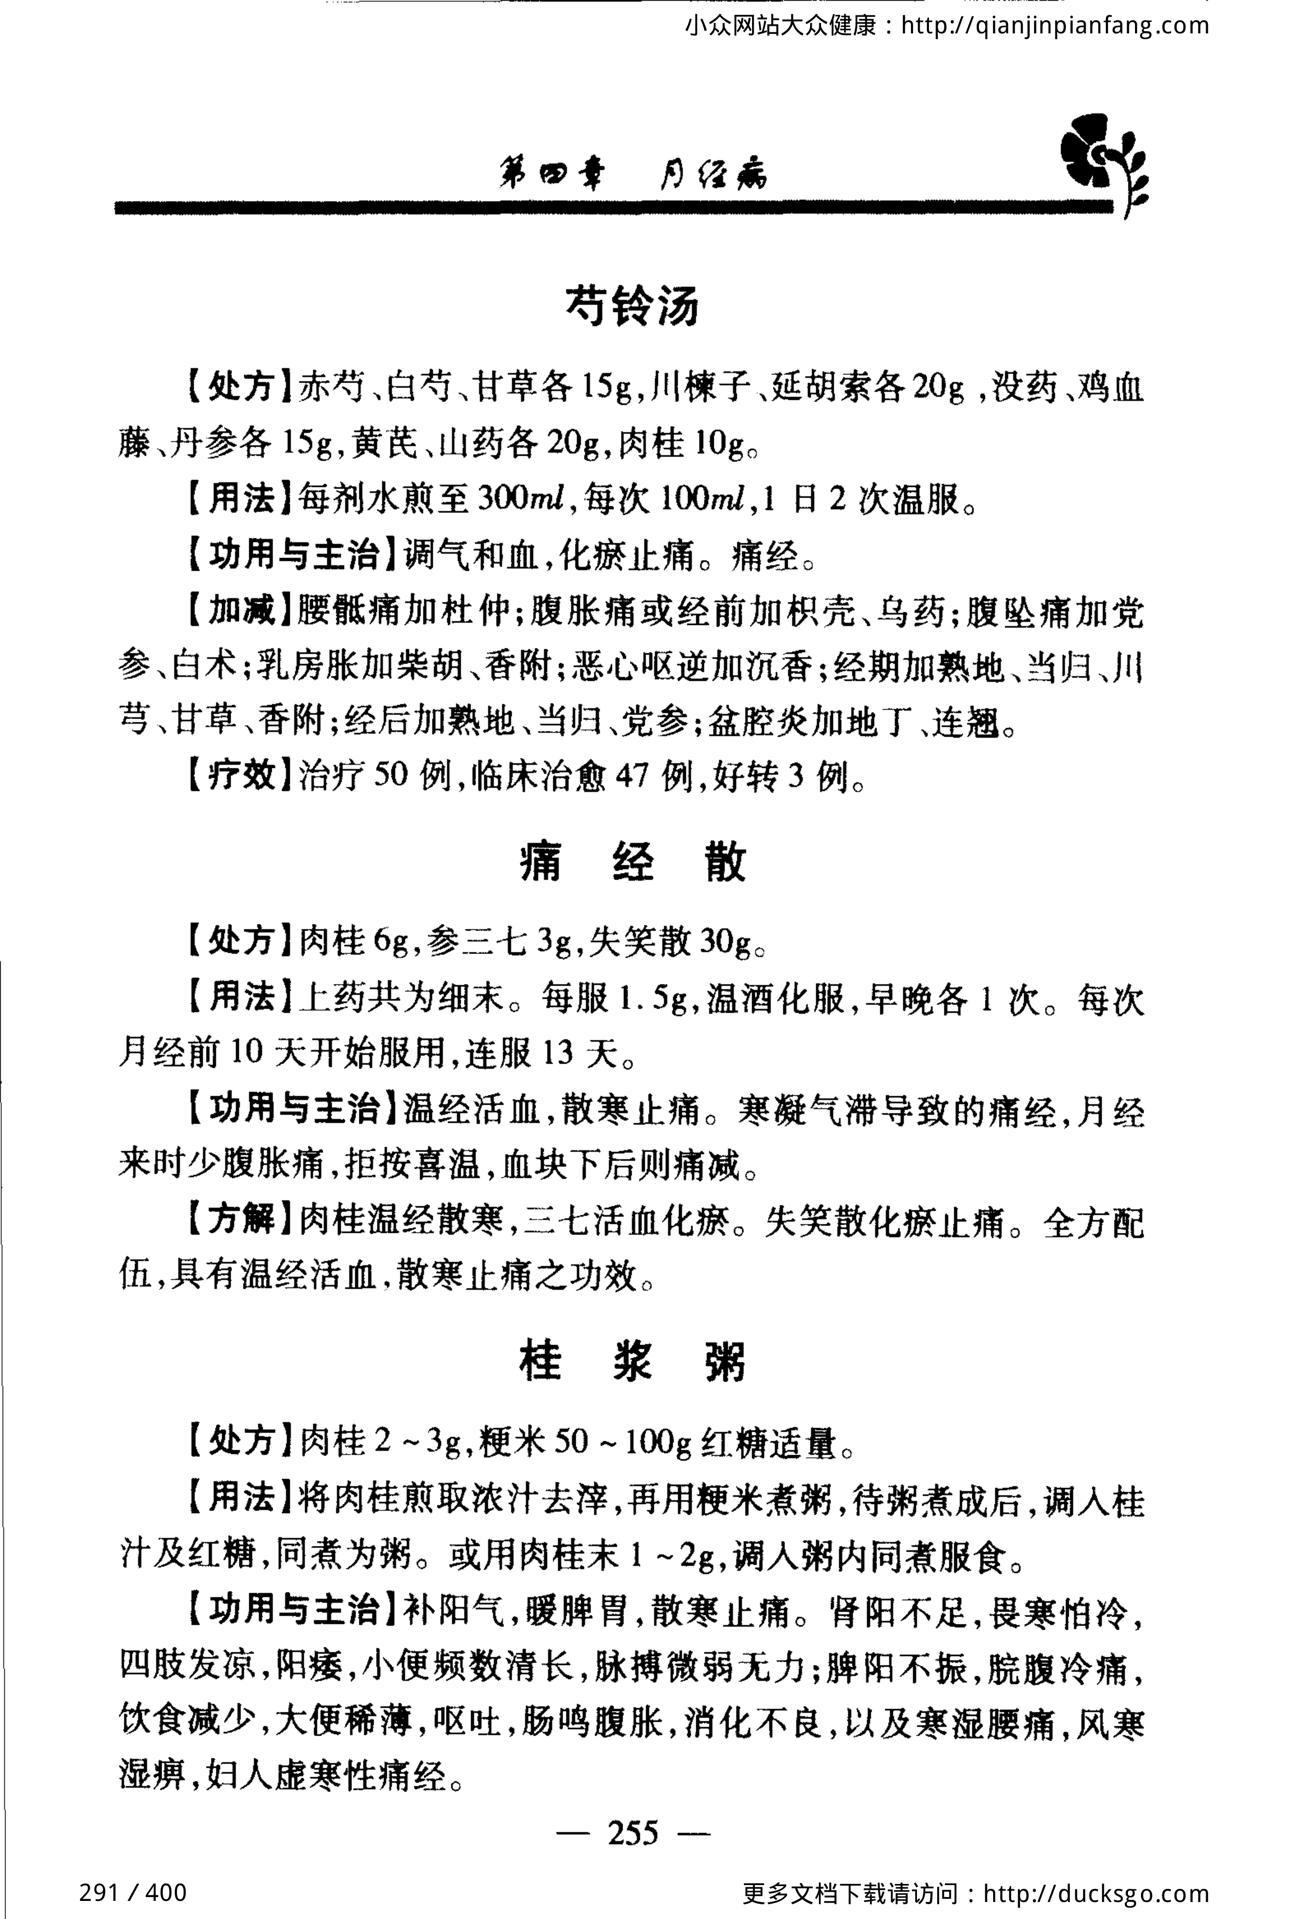 小众网站大众健康：http://qianjinpianfang.com
第四章 月经病
芍铃汤
【处方】赤芍、白芍、甘草各15g,川楝子、延胡索各20g ,没药、鸡血
藤、丹参各15g,黄芪、山药各20g,肉桂10g。
【用法】每剂水煎至300ml,每次100ml,1日2次温服。
【功用与主治】调气和血,化瘀止痛。痛经。
【加减】腰骶痛加杜仲;腹胀痛或经前加枳壳、乌药;腹坠痛加党
参、白术;乳房胀加柴胡、香附;恶心呕逆加沉香;经期加熟地、当归、川
芎、甘草、香附;经后加熟地、当归、党参;盆腔炎加地丁、连翘。
【疗效】治疗50例,临床治愈47例,好转3例。
痛 经 散
【处方】肉桂6g,参三七3g,失笑散30g。
【用法】上药共为细末。每服1.5g,温酒化服,早晚各1次。每次
月经前10天开始服用,连服13天。
【功用与主治】温经活血,散寒止痛。寒凝气滞导致的痛经,月经
来时少腹胀痛,拒按喜温,血块下后则痛减。
【方解】肉桂温经散寒,三七活血化瘀。失笑散化瘀止痛。全方配
伍,具有温经活血,散寒止痛之功效。
桂 浆 粥
【处方】肉桂2~3g,粳米50~100g红糖适量。
【用法】将肉桂煎取浓汁去滓,再用粳米煮粥,待粥煮成后,调入桂
汁及红糖,同煮为粥。或用肉桂末1~2g,调入粥内同煮服食。
【功用与主治】补阳气,暖脾胃,散寒止痛。肾阳不足,畏寒怕冷,
四肢发凉,阳痿,小便频数清长,脉搏微弱无力;脾阳不振,脘腹冷痛,
饮食减少,大便稀薄,呕吐,肠鸣腹胀,消化不良,以及寒湿腰痛,风寒
湿痹,妇人虚寒性痛经。
— 255 —
291 / 400
更多文档下载请访问：http://ducksgo.com